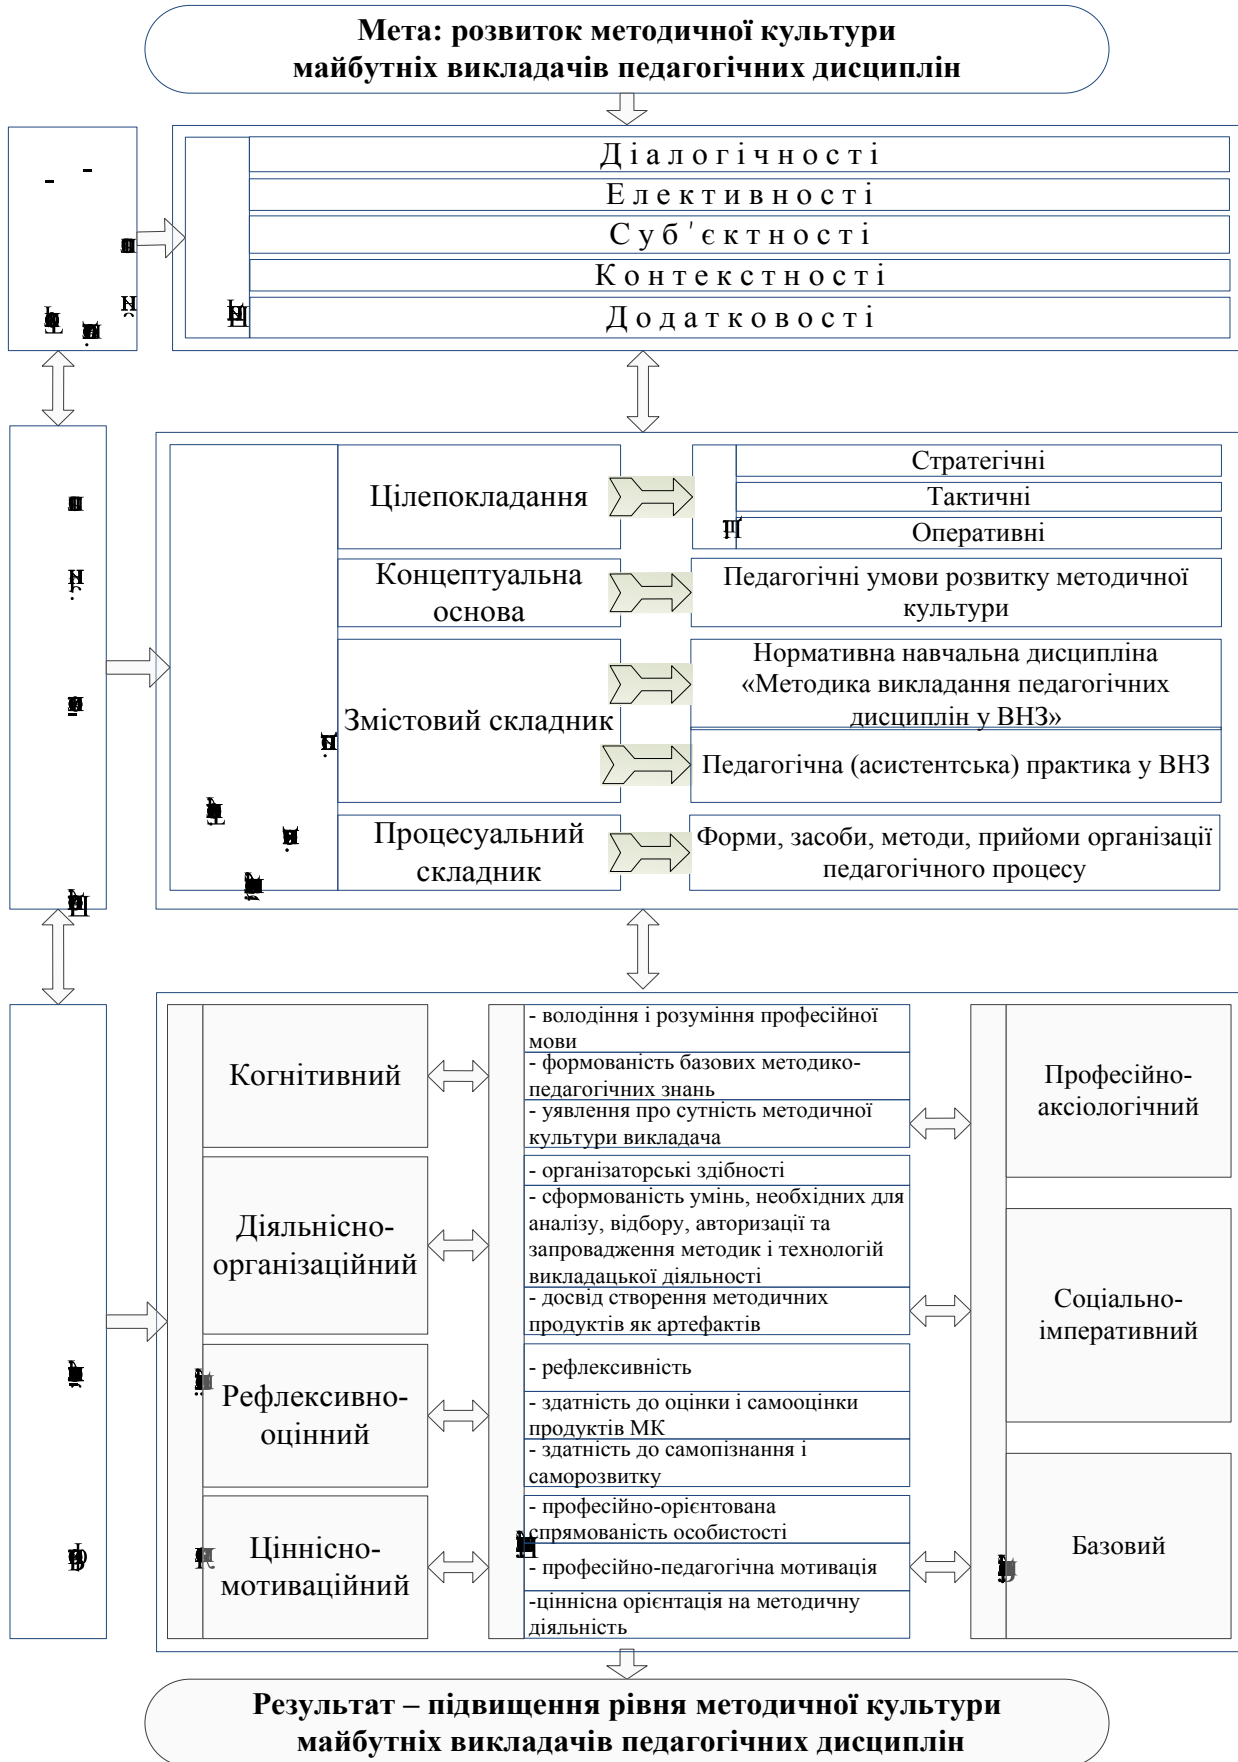 Мета: розвиток методичної культури
майбутніх викладачів педагогічних дисциплін
Діалогічності
Елективності
Суб'єктності
Контекстності
Додатковості
Цілепокладання
Стратегічні
Тактичні
Оперативні
Концептуальна
основа
Педагогічні умови розвитку методичної
культури
Змістовий складник
Нормативна навчальна дисципліна
«Методика викладання педагогічних
дисциплін у ВНЗ»
Педагогічна (асистентська) практика у ВНЗ
Процесуальний
складник
Форми, засоби, методи, прийоми організації
педагогічного процесу
Когнітивний
- володіння і розуміння професійної
мови
- формованість базових методико-
педагогічних знань
- уявлення про сутність методичної
культури викладача
Професійно-
аксіологічний
Діяльнісно-
організаційний
- організаторські здібності
- сформованість умінь, необхідних для
аналізу, відбору, авторизації та
запровадження методик і технологій
викладацької діяльності
- досвід створення методичних
продуктів як артефактів
Соціально-
імперативний
Рефлексивно-
оцінний
- рефлексивність
- здатність до оцінки і самооцінки
продуктів МК
- здатність до самопізнання і
саморозвитку
Ціннісно-
мотиваційний
- професійно-орієнтована
спрямованість особистості
- професійно-педагогічна мотивація
-ціннісна орієнтація на методичну
діяльність
Базовий
Результат – підвищення рівня методичної культури
майбутніх викладачів педагогічних дисциплін